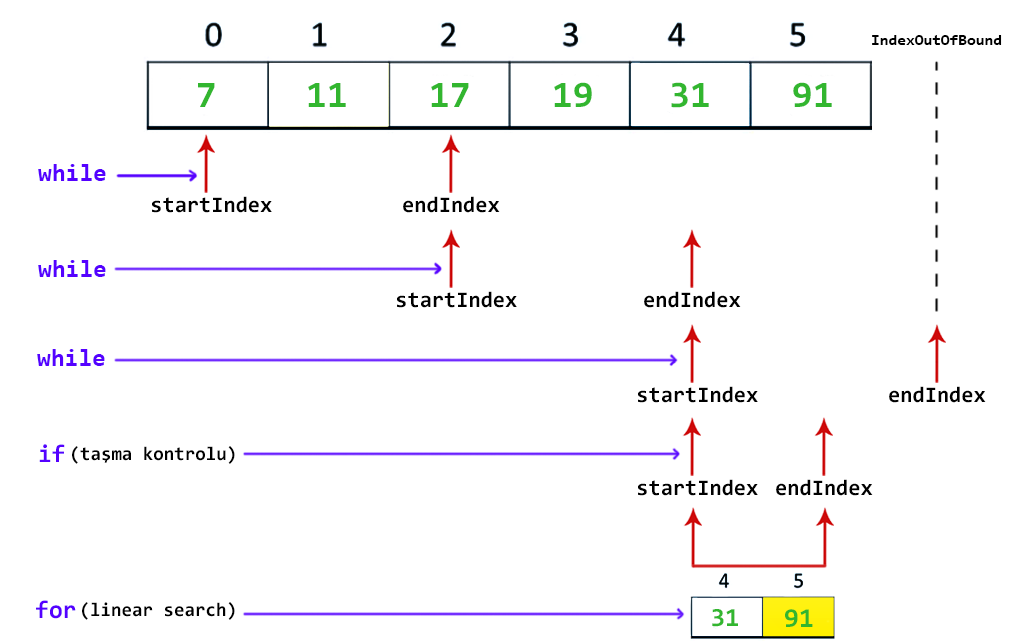 0 1 2 3 4 5 IndexOutOfBound
7 11 17 19 31 91
while
startIndex endIndex
while
startIndex endIndex
while
startIndex endIndex
if (taşma kontrolu)
startIndex endIndex
4 5
for (linear search)
31 91